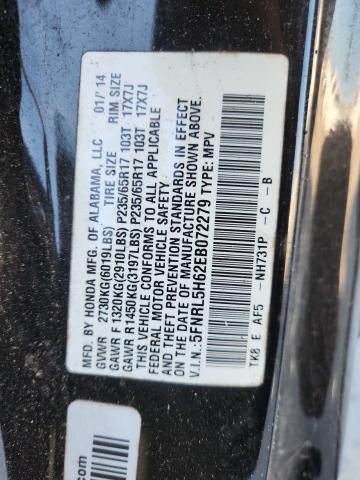 MFD. BY HONDA MFG. OF ALABAMA, LLC 01/'14
GVWR 2730KG(6019LBS) TIRE SIZE RIM SIZE
GAWR F 1320KG(2910LBS) P235/65R17 103T 17X7J
GAWR R 1450KG(3197LBS) P235/65R17 103T 17X7J
THIS VEHICLE CONFORMS TO ALL APPLICABLE
FEDERAL MOTOR VEHICLE SAFETY, BUMPER,
AND THEFT PREVENTION STANDARDS IN EFFECT
ON THE DATE OF MANUFACTURE SHOWN ABOVE.
V.I.N.:5FNRL5H62EB072279 TYPE: MPV
TK8 E AF5 - NH731P - C - B
.com